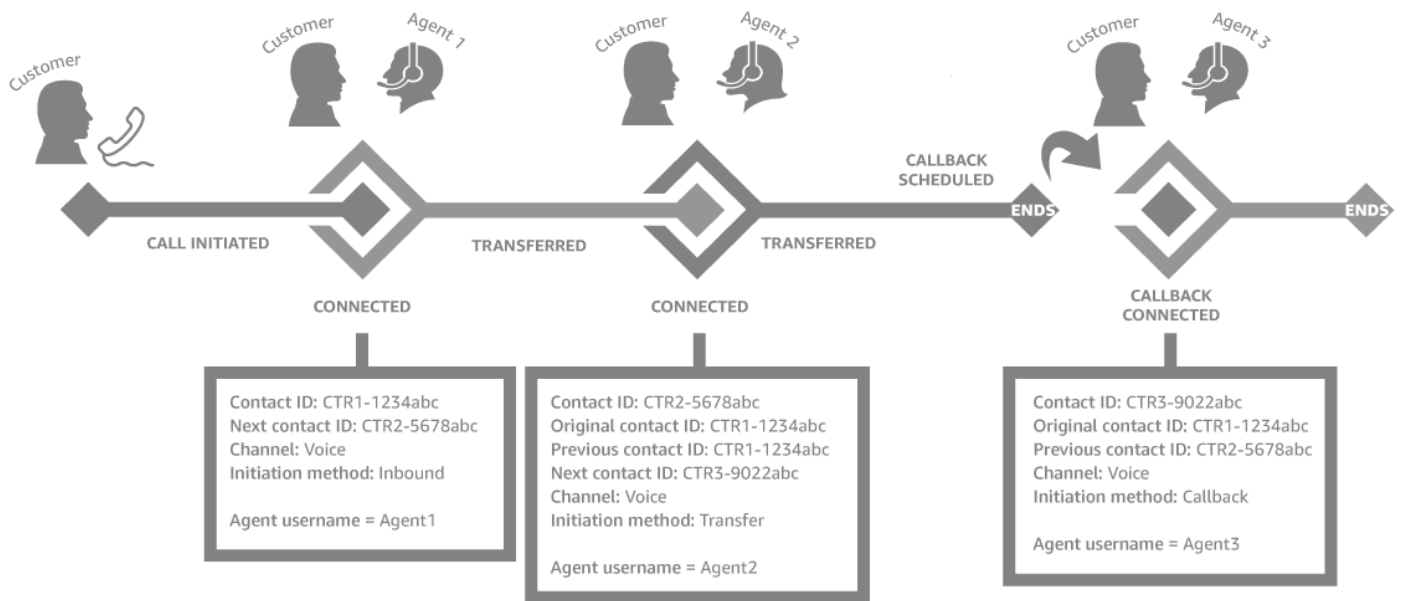 Customer
Customer
Agent 1
Customer
Agent 2
Customer
Agent 3
CALL INITIATED
TRANSFERRED
TRANSFERRED
CALLBACK
SCHEDULED
ENDS
ENDS
CONNECTED
CONNECTED
CALLBACK
CONNECTED
Contact ID: CTR1-1234abc
Next contact ID: CTR2-5678abc
Channel: Voice
Initiation method: Inbound
Agent username = Agent1
Contact ID: CTR2-5678abc
Original contact ID: CTR1-1234abc
Previous contact ID: CTR1-1234abc
Next contact ID: CTR3-9022abc
Channel: Voice
Initiation method: Transfer
Agent username = Agent2
Contact ID: CTR3-9022abc
Original contact ID: CTR1-1234abc
Previous contact ID: CTR2-5678abc
Channel: Voice
Initiation method: Callback
Agent username = Agent3